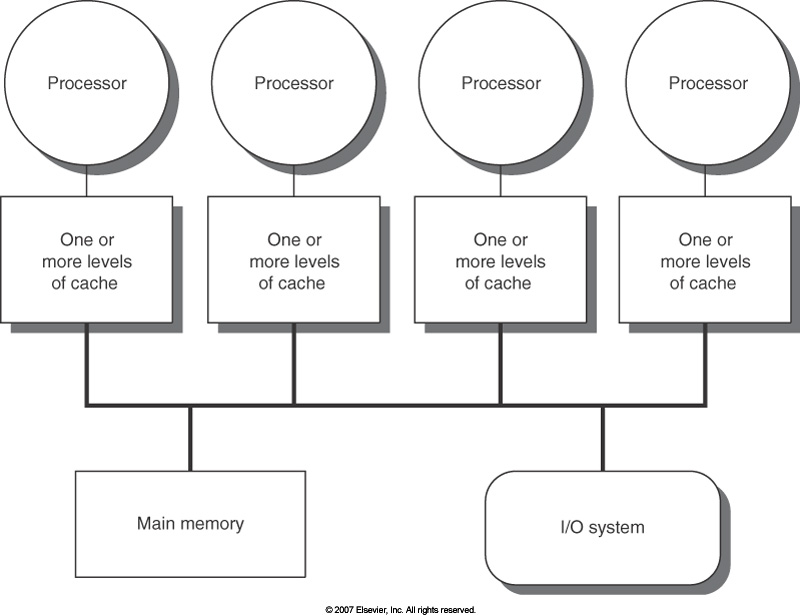 Processor
Processor
Processor
Processor
One or
more levels
of cache
One or
more levels
of cache
One or
more levels
of cache
One or
more levels
of cache
Main memory
I/O system
© 2007 Elsevier, Inc. All rights reserved.